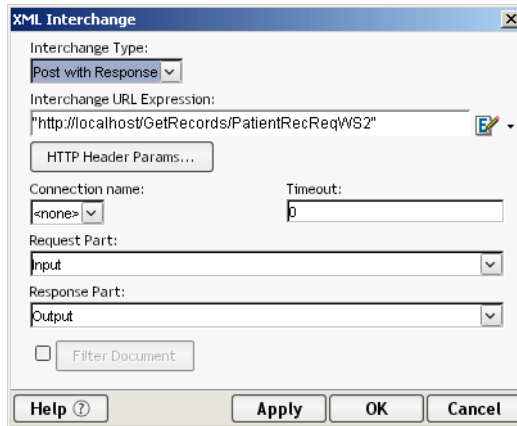 XML Interchange
Interchange Type:
Post with Response
Interchange URL Expression:
"http://localhost/GetRecords/PatientRecReqWS2"
HTTP Header Params...
Connection name: Timeout:
<none> 0
Request Part:
Input
Response Part:
Output
Filter Document
Help ? Apply OK Cancel